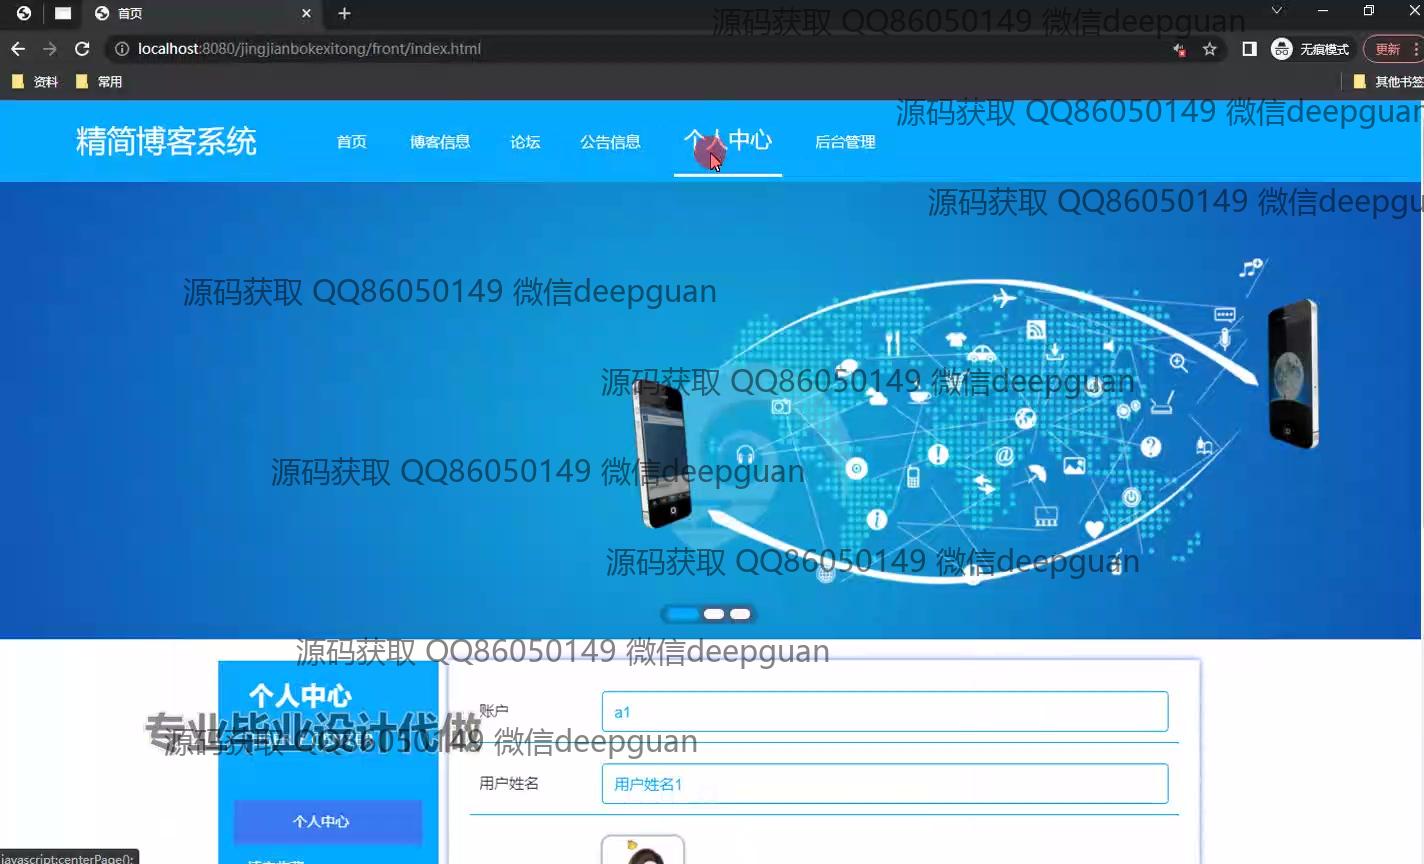 首页
localhost:8080/jingjianbokexitong/front/index.html
无痕模式
更新
资料
常用
其他书签
源码获取 QQ86050149 微信deepguan
源码获取 QQ86050149 微信deepguan
精简博客系统
首页
博客信息
论坛
公告信息
个人中心
后台管理
源码获取 QQ86050149 微信deepgu
源码获取 QQ86050149 微信deepguan
源码获取 QQ86050149 微信deepguan
源码获取 QQ86050149 微信deepguan
源码获取 QQ86050149 微信deepguan
源码获取 QQ86050149 微信deepguan
个人中心
账户
a1
专业毕业设计代做
源码获取 QQ86050149 微信deepguan
用户姓名
用户姓名1
个人中心
javascript:centerPage();